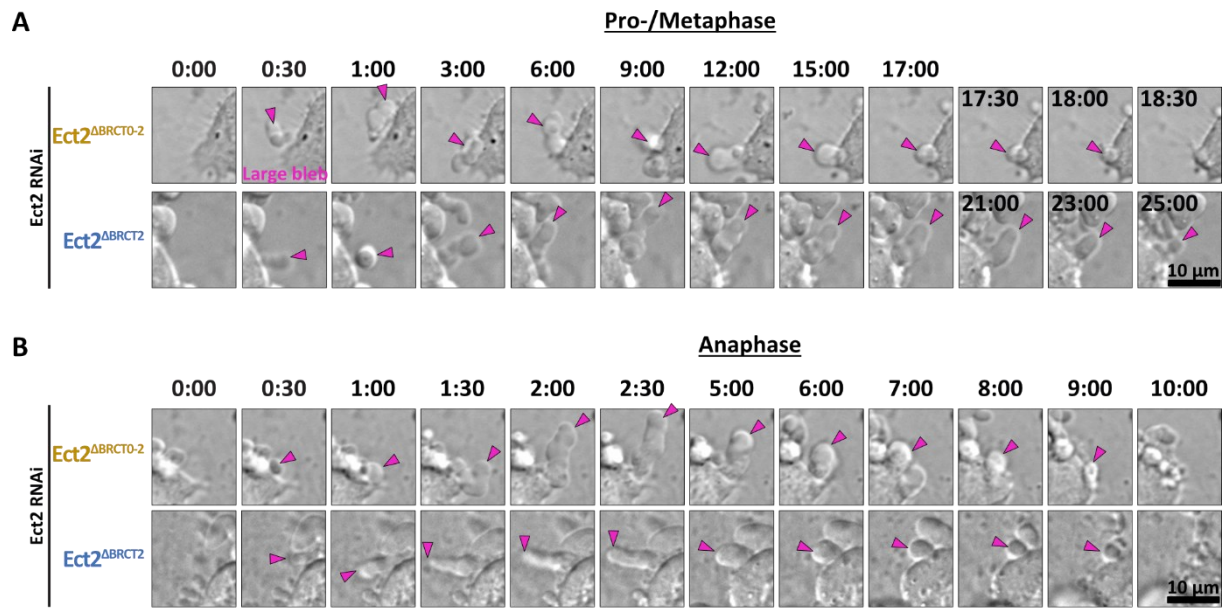 A
Pro-/Metaphase
0:00 0:30 1:00 3:00 6:00 9:00 12:00 15:00 17:00
17:30 18:00 18:30
Ect2 RNAi
Ect2ΔBRCT0-2
Large bleb
Ect2ΔBRCT2
21:00 23:00 25:00
10 μm
B
Anaphase
0:00 0:30 1:00 1:30 2:00 2:30 5:00 6:00 7:00 8:00 9:00 10:00
Ect2 RNAi
Ect2ΔBRCT0-2
Ect2ΔBRCT2
10 μm